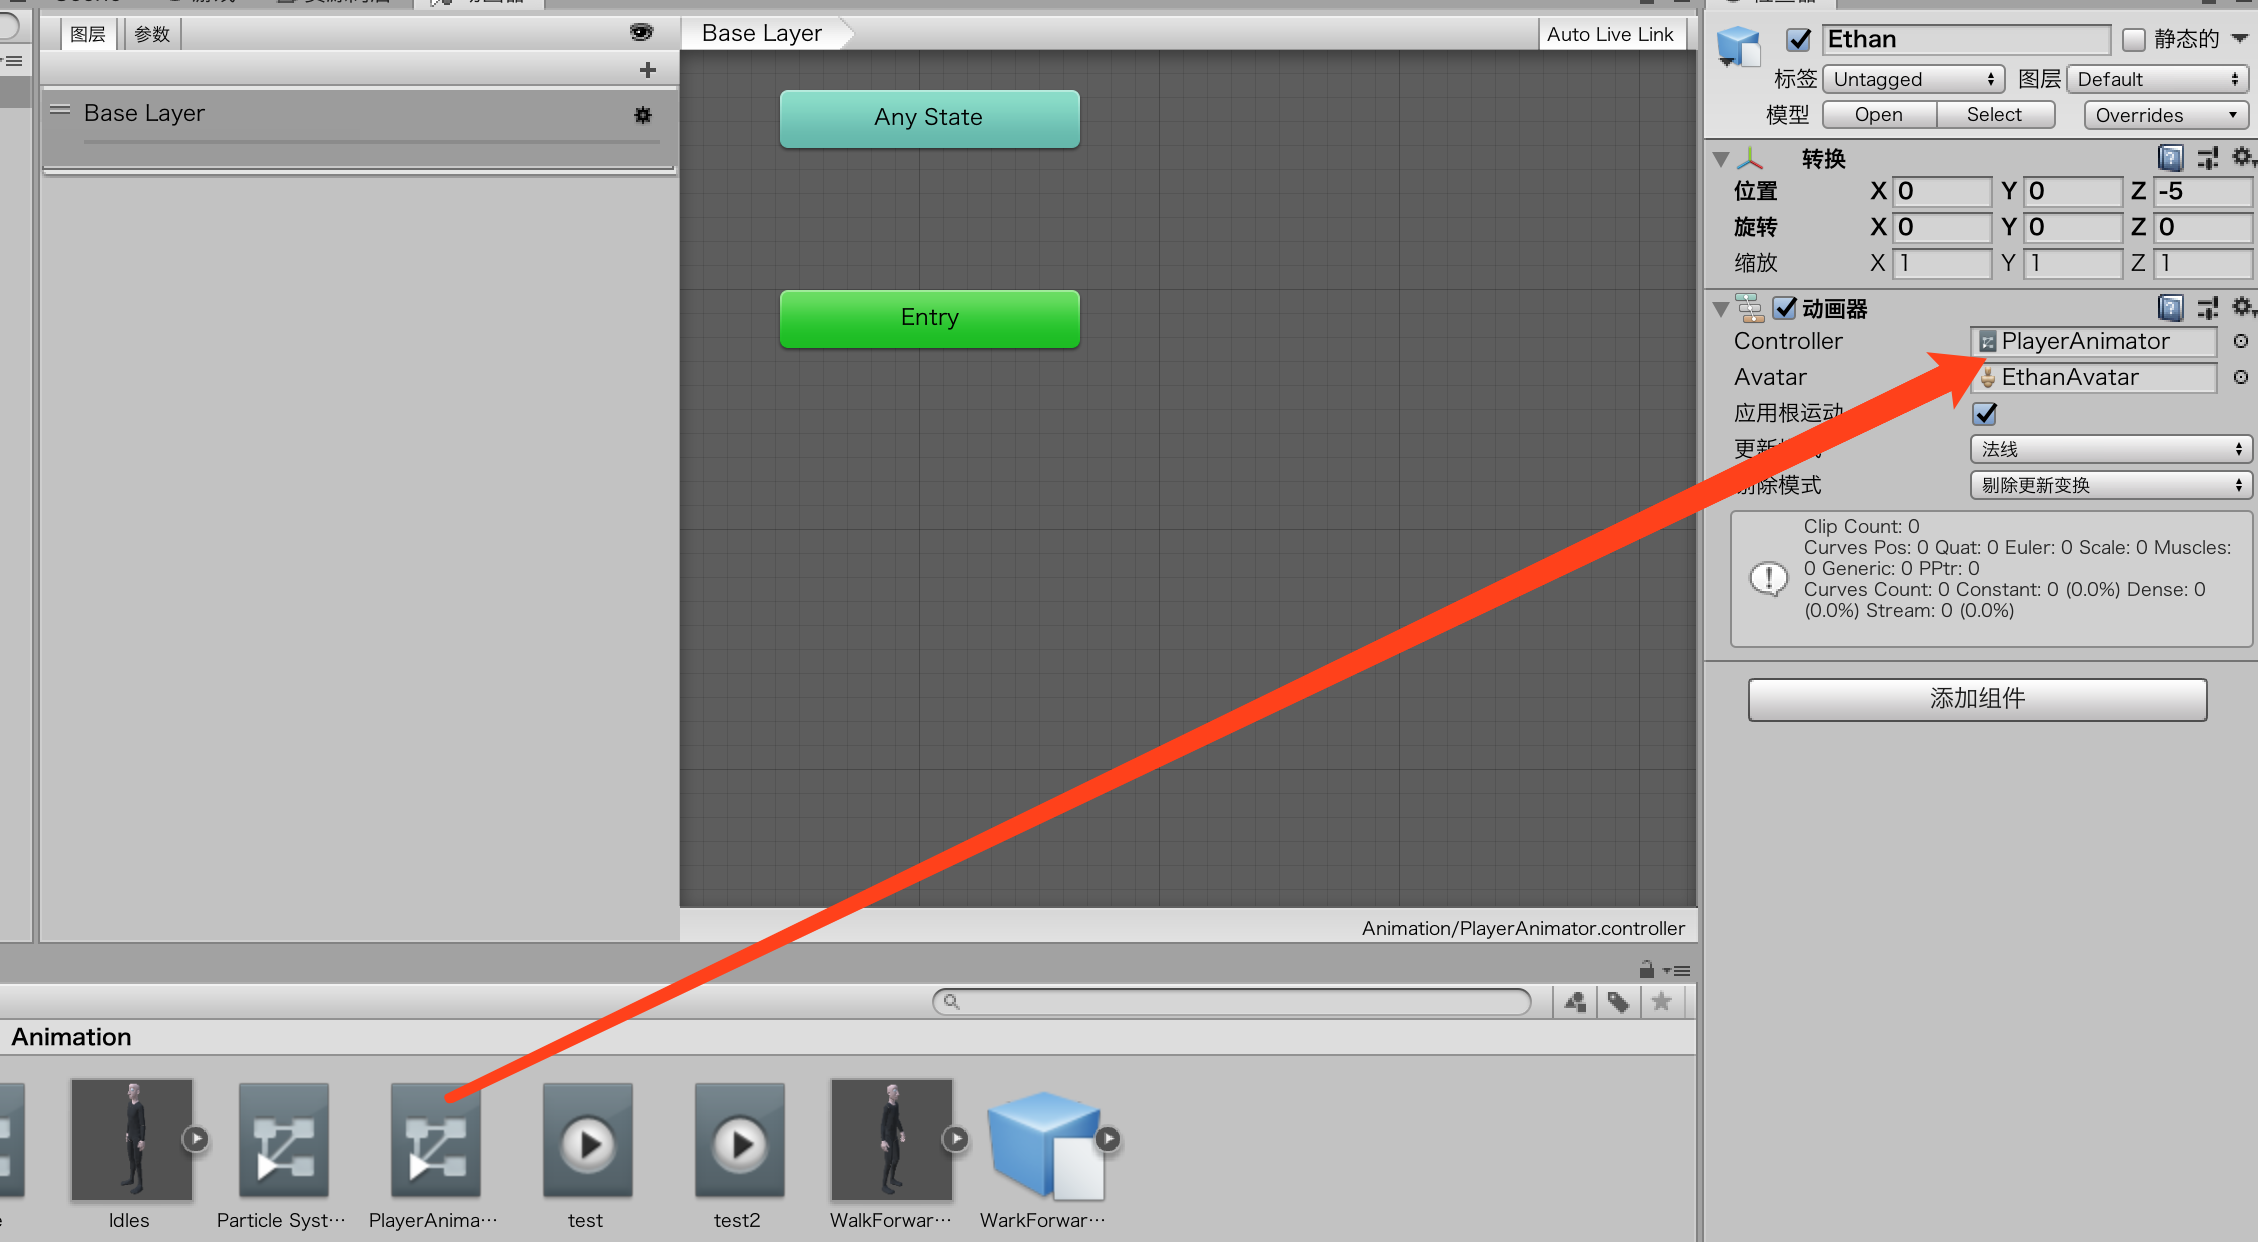 Scene
图层
参数
Base Layer
Auto Live Link
Base Layer
Any State
Entry
Animation/PlayerAnimator.controller
Ethan
静态的
标签
Untagged
图层
Default
模型
Open
Select
Overrides
转换
位置
X 0
Y 0
Z -5
旋转
X 0
Y 0
Z 0
缩放
X 1
Y 1
Z 1
动画器
Controller
PlayerAnimator
Avatar
EthanAvatar
应用根运动
更新
法线
剔除模式
剔除更新变换
Clip Count: 0
Curves Pos: 0 Quat: 0 Euler: 0 Scale: 0 Muscles:
0 Generic: 0 PPtr: 0
Curves Count: 0 Constant: 0 (0.0%) Dense: 0
(0.0%) Stream: 0 (0.0%)
添加组件
Animation
Idles
Particle Syst…
PlayerAnima…
test
test2
WalkForwar…
WarkForwar…